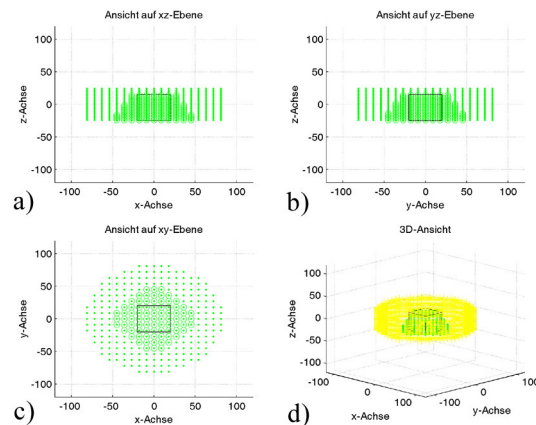 Ansicht auf xz-Ebene
100
50
0
-50
-100
z-Achse
-100 -50 0 50 100
x-Achse
a)
Ansicht auf yz-Ebene
100
50
0
-50
-100
z-Achse
-100 -50 0 50 100
y-Achse
b)
Ansicht auf xy-Ebene
100
50
0
-50
-100
y-Achse
-100 -50 0 50 100
x-Achse
c)
3D-Ansicht
100
50
0
-50
-100
z-Achse
-100 0 100
x-Achse
-100 0 100
y-Achse
d)